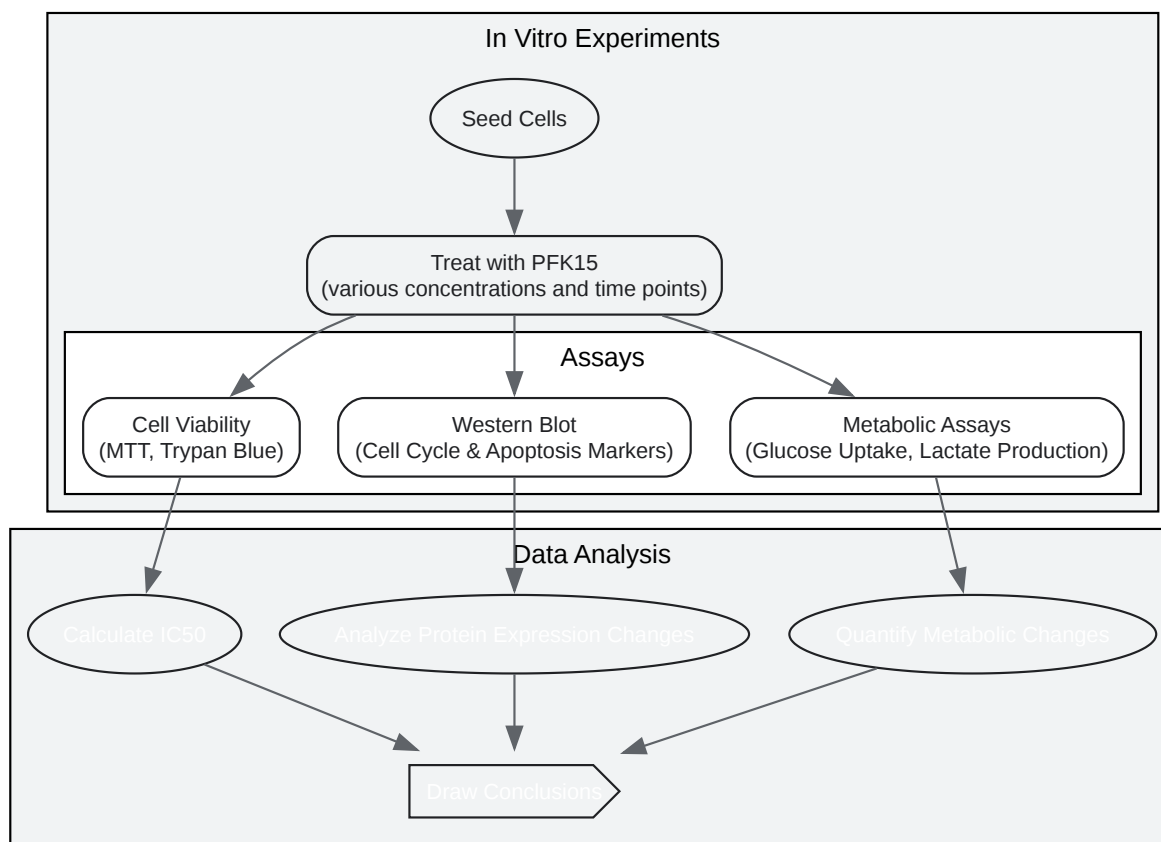 In Vitro Experiments
Seed Cells
Treat with PFK15
(various concentrations and time points)
Assays
Cell Viability
(MTT, Trypan Blue)
Western Blot
(Cell Cycle & Apoptosis Markers)
Metabolic Assays
(Glucose Uptake, Lactate Production)
Data Analysis
Calculate IC50
Analyze Protein Expression Changes
Quantify Metabolic Changes
Draw Conclusions